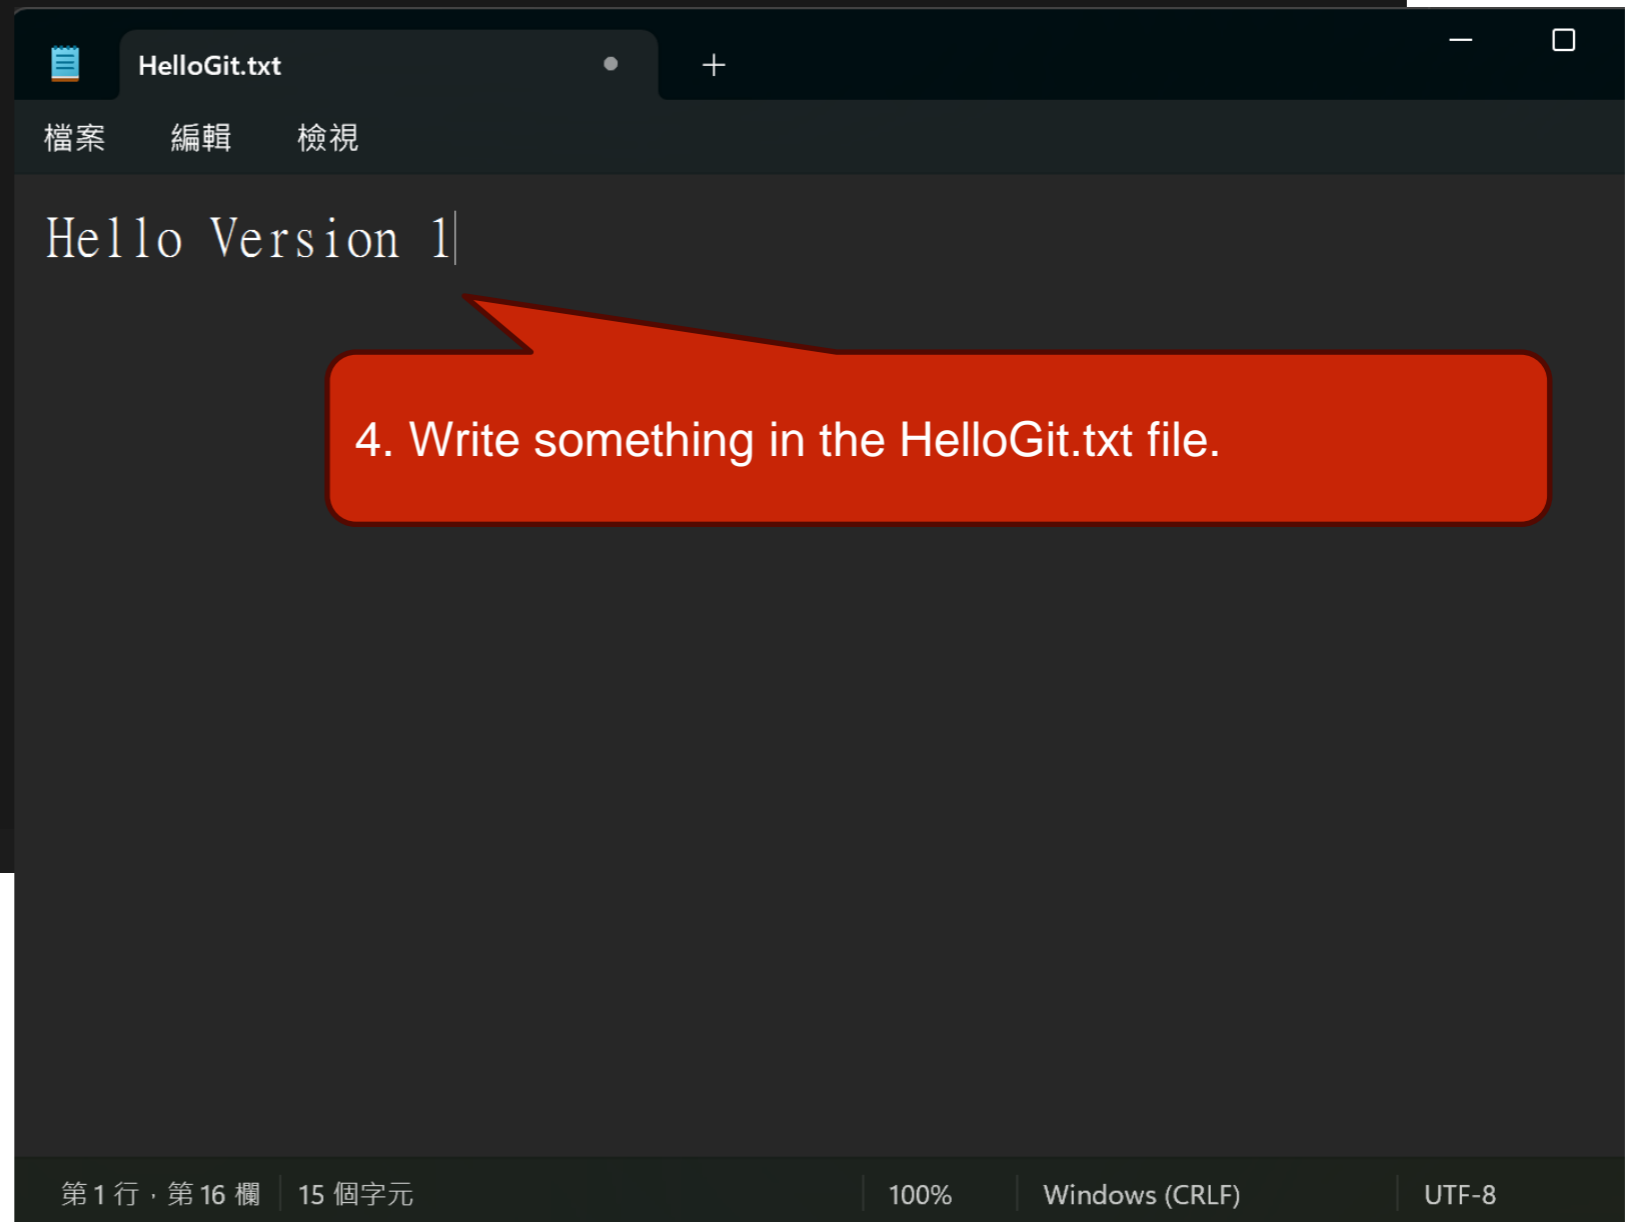 HelloGit.txt
檔案 編輯 檢視
Hello Version 1
4. Write something in the HelloGit.txt file.
第 1 行，第 16 欄 15 個字元 100% Windows (CRLF) UTF-8